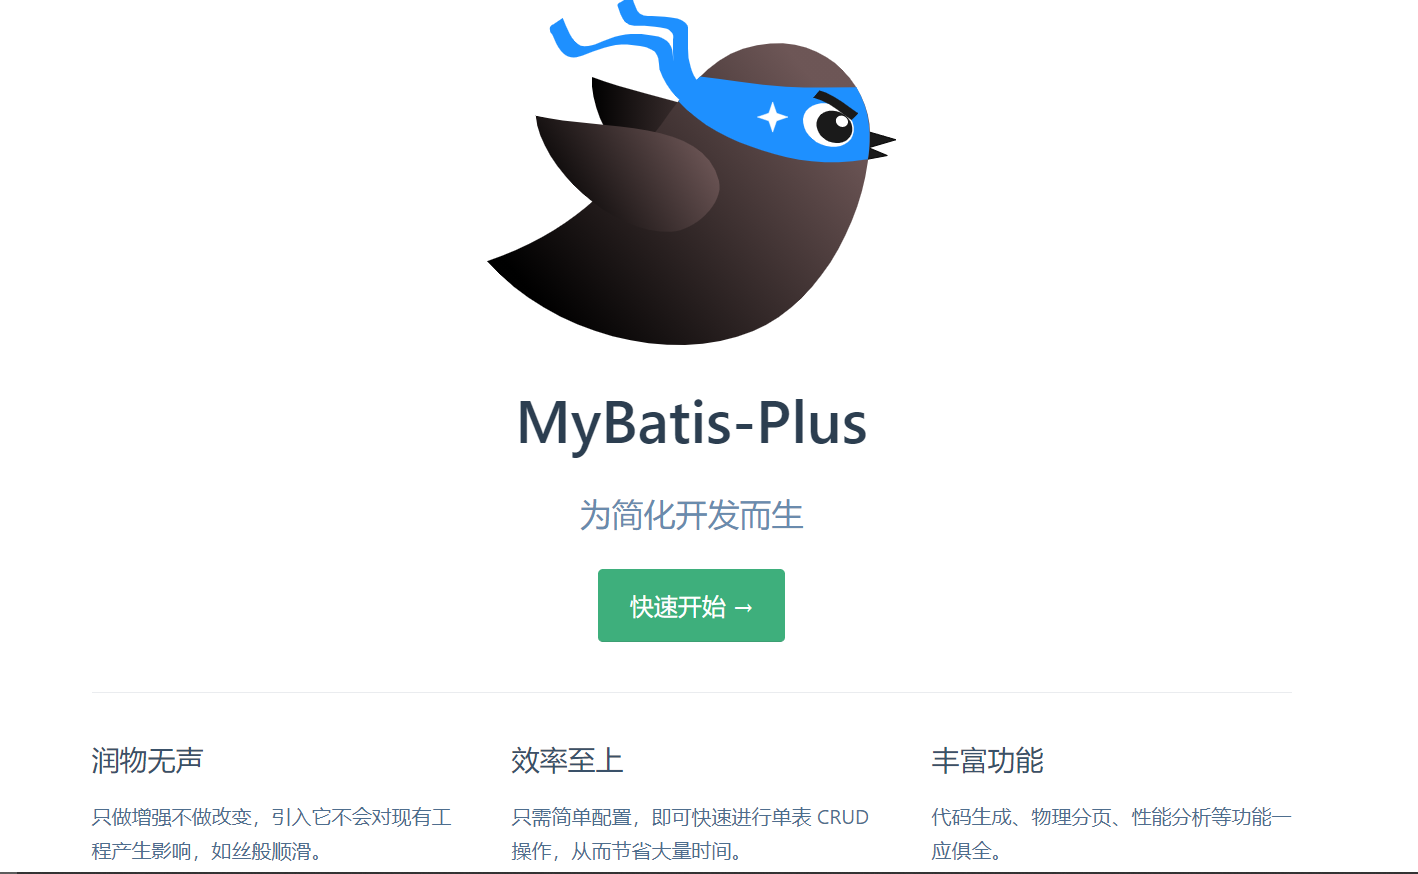 MyBatis-Plus
为简化开发而生
快速开始 →
润物无声
只做增强不做改变，引入它不会对现有工
程产生影响，如丝般顺滑。
效率至上
只需简单配置，即可快速进行单表 CRUD
操作，从而节省大量时间。
丰富功能
代码生成、物理分页、性能分析等功能一
应俱全。